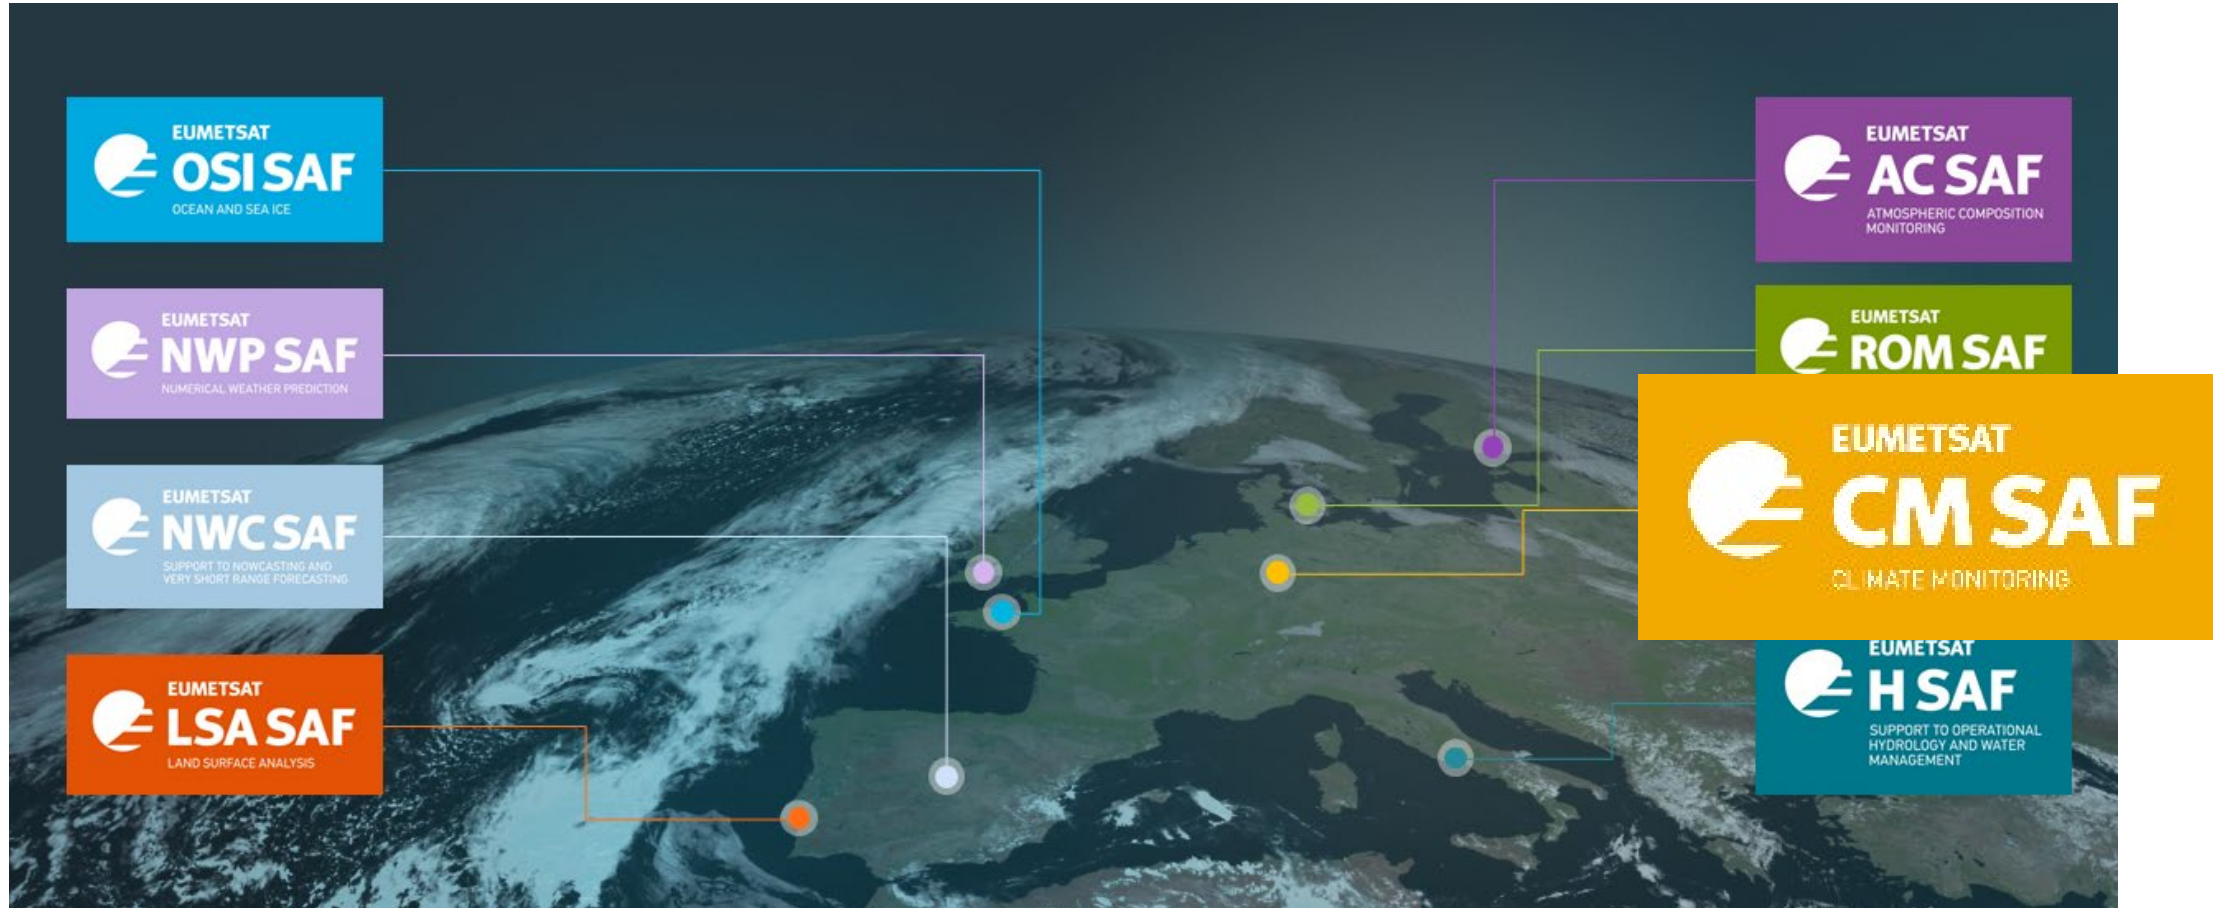 EUMETSAT
OSI SAF
OCEAN AND SEA ICE
EUMETSAT
NWP SAF
NUMERICAL WEATHER PREDICTION
EUMETSAT
NWC SAF
SUPPORT TO NOWCASTING AND
VERY SHORT RANGE FORECASTING
EUMETSAT
LSA SAF
LAND SURFACE ANALYSIS
EUMETSAT
AC SAF
ATMOSPHERIC COMPOSITION
MONITORING
EUMETSAT
ROM SAF
EUMETSAT
CM SAF
CLIMATE MONITORING
EUMETSAT
H SAF
SUPPORT TO OPERATIONAL
HYDROLOGY AND WATER
MANAGEMENT